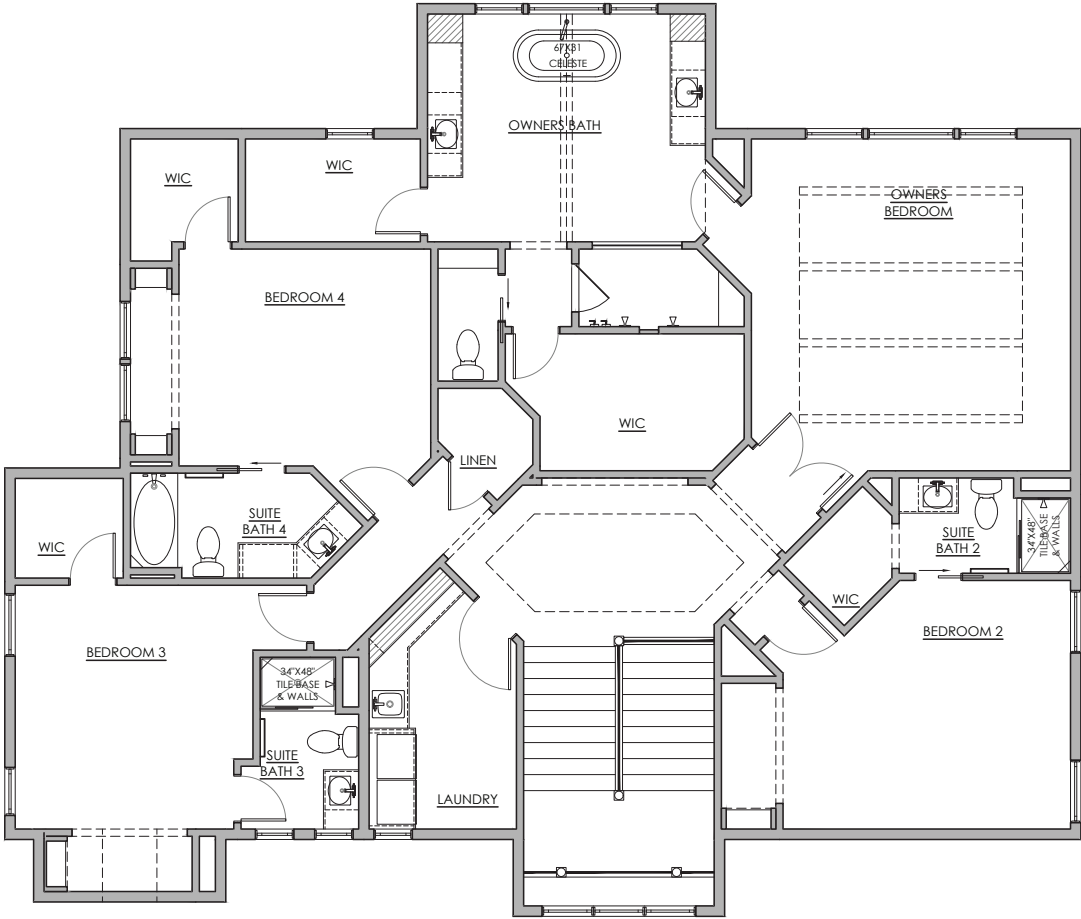 67X31
CELESTE
OWNERS BATH
WIC
WIC
OWNERS
BEDROOM
BEDROOM 4
WIC
LINEN
SUITE
BATH 4
WIC
SUITE
BATH 2
34"X48"
TILE BASE
& WALLS
WIC
BEDROOM 2
BEDROOM 3
34"X48"
TILE BASE
& WALLS
SUITE
BATH 3
LAUNDRY